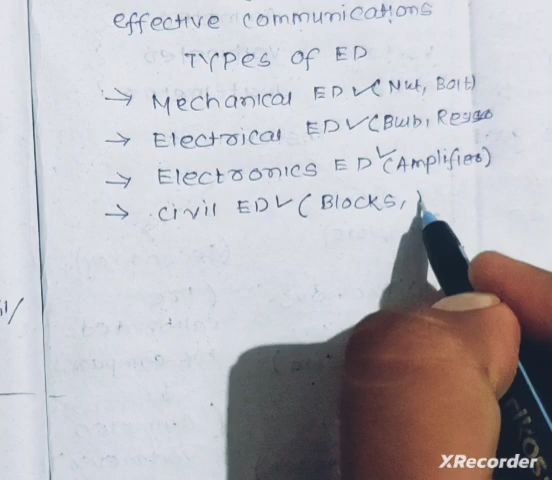 effective communications
Types of ED
→ Mechanical ED ✓ (Nut, Bolt)
→ Electrical ED ✓ (Bulb,
→ Electronics ED ✓ (Amplifier)
→ civil ED ✓ (Blocks, )
XRecorder